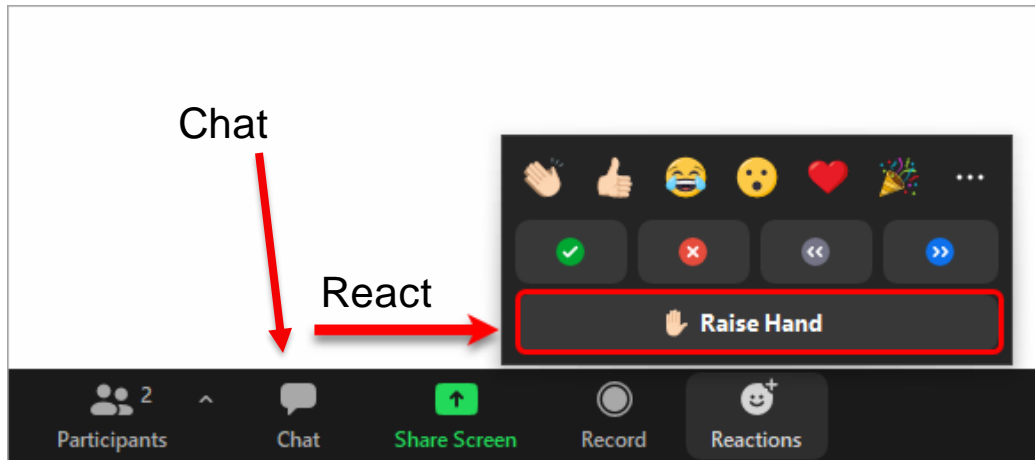 Chat
React
Raise Hand
2
Participants Chat Share Screen Record Reactions